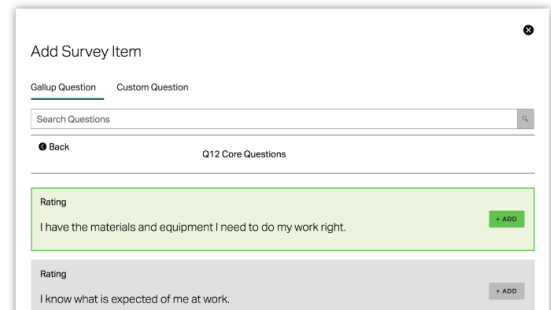 Add Survey Item
Gallup Question Custom Question
Search Questions
Back
Q12 Core Questions
Rating
I have the materials and equipment I need to do my work right.
+ ADD
Rating
I know what is expected of me at work.
+ ADD